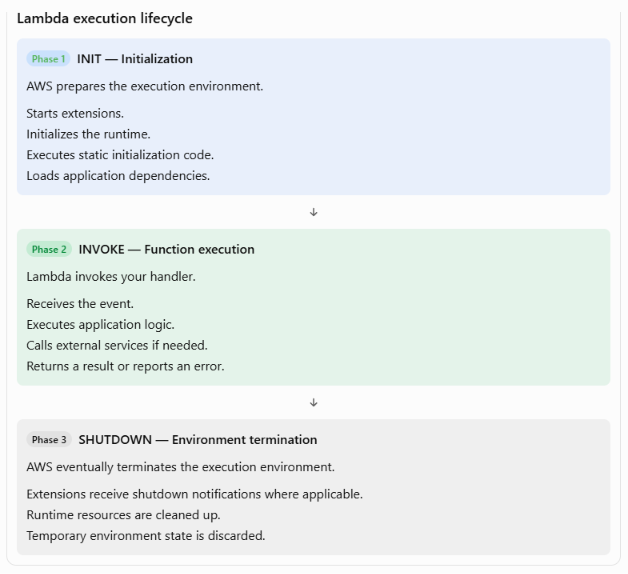 Lambda execution lifecycle
Phase 1 INIT — Initialization
AWS prepares the execution environment.
Starts extensions.
Initializes the runtime.
Executes static initialization code.
Loads application dependencies.
↓
Phase 2 INVOKE — Function execution
Lambda invokes your handler.
Receives the event.
Executes application logic.
Calls external services if needed.
Returns a result or reports an error.
↓
Phase 3 SHUTDOWN — Environment termination
AWS eventually terminates the execution environment.
Extensions receive shutdown notifications where applicable.
Runtime resources are cleaned up.
Temporary environment state is discarded.